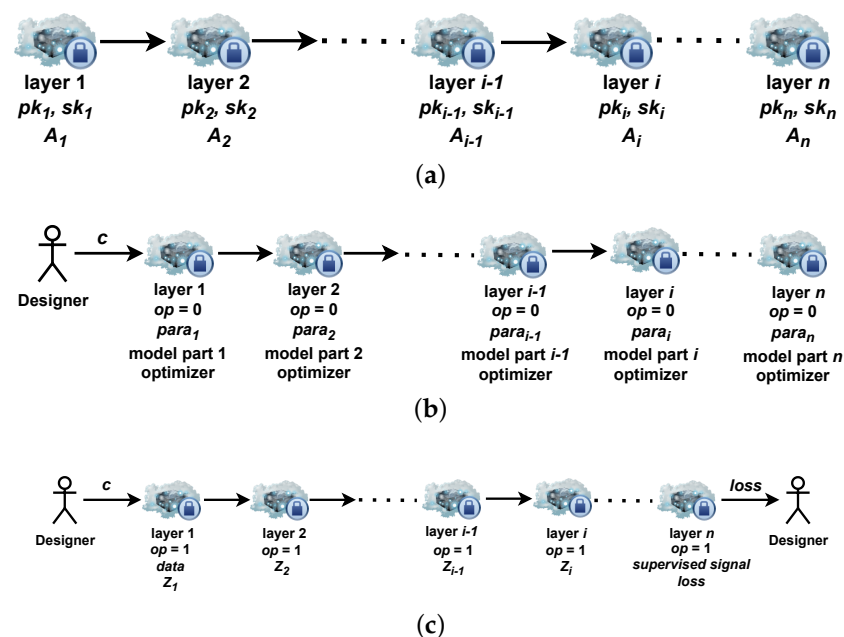 layer 1 layer 2 layer i-1 layer i layer n
pk1, sk1 pk2, sk2 pki-1, ski-1 pki, ski pkn, skn
A1 A2 Ai-1 Ai An
(a)
c
Designer
layer 1 layer 2 layer i-1 layer i layer n
op = 0 op = 0 op = 0 op = 0 op = 0
para1 para2 parai-1 parai paran
model part 1 model part 2 model part i-1 model part i model part n
optimizer optimizer optimizer optimizer optimizer
(b)
c loss
Designer Designer
layer 1 layer 2 layer i-1 layer i layer n
op = 1 op = 1 op = 1 op = 1 op = 1
data Z2 Zi-1 Zi supervised signal
Z1 loss
(c)